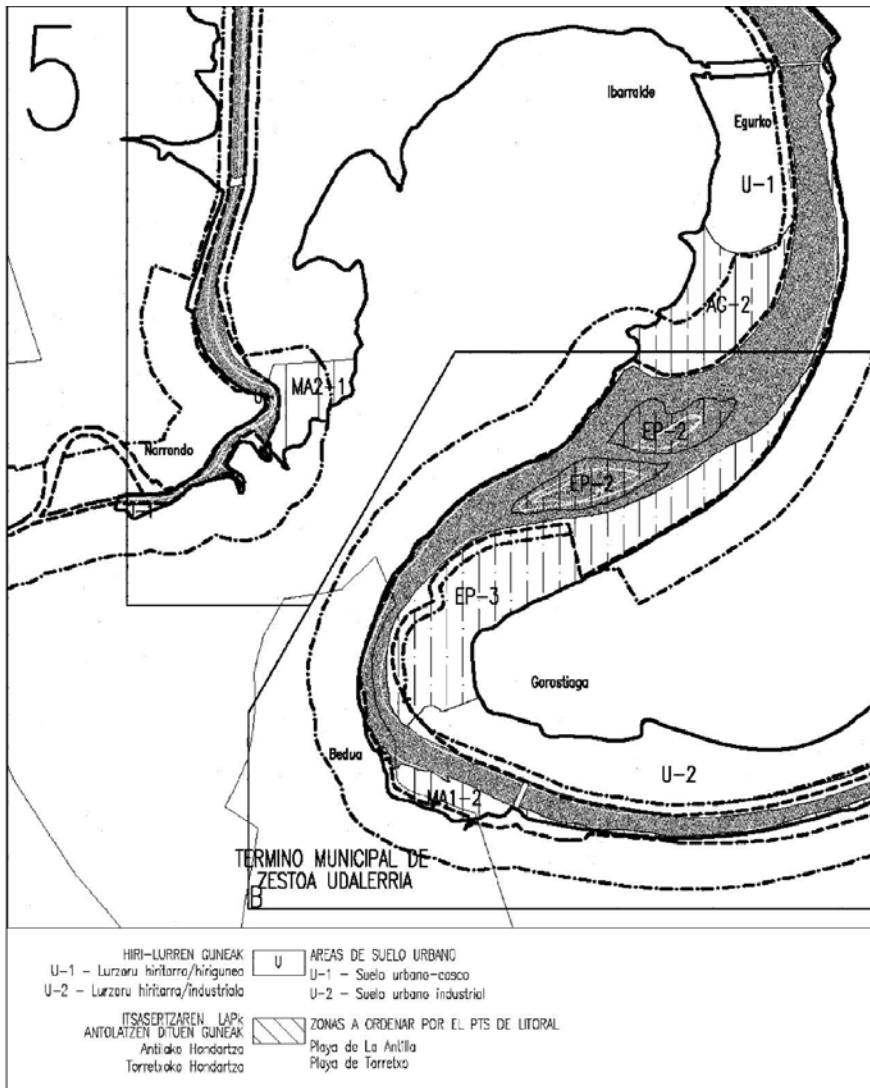 5
Ibarralde
Egurko
U-1
AG-2
MA2-1
EP-2
Narrondo
EP-2
EP-3
Gorostiaga
Bedua
U-2
MA1-2
TERMINO MUNICIPAL DE
ZESTOA UDALERRIA
B
HIRI-LURREN GUNEAK
U-1 - Lurzoru hiritarra/hirigunea
U-2 - Lurzoru hiritarra/industriala
U
AREAS DE SUELO URBANO
U-1 - Suelo urbano-casco
U-2 - Suelo urbano industrial
ITSASERTZAREN LAPk
ANTOLATZEN DITUEN GUNEAK
Antilako Hondartza
Torretxoko Hondartza
ZONAS A ORDENAR POR EL PTS DE LITORAL
Playa de La Antilla
Playa de Torretxo